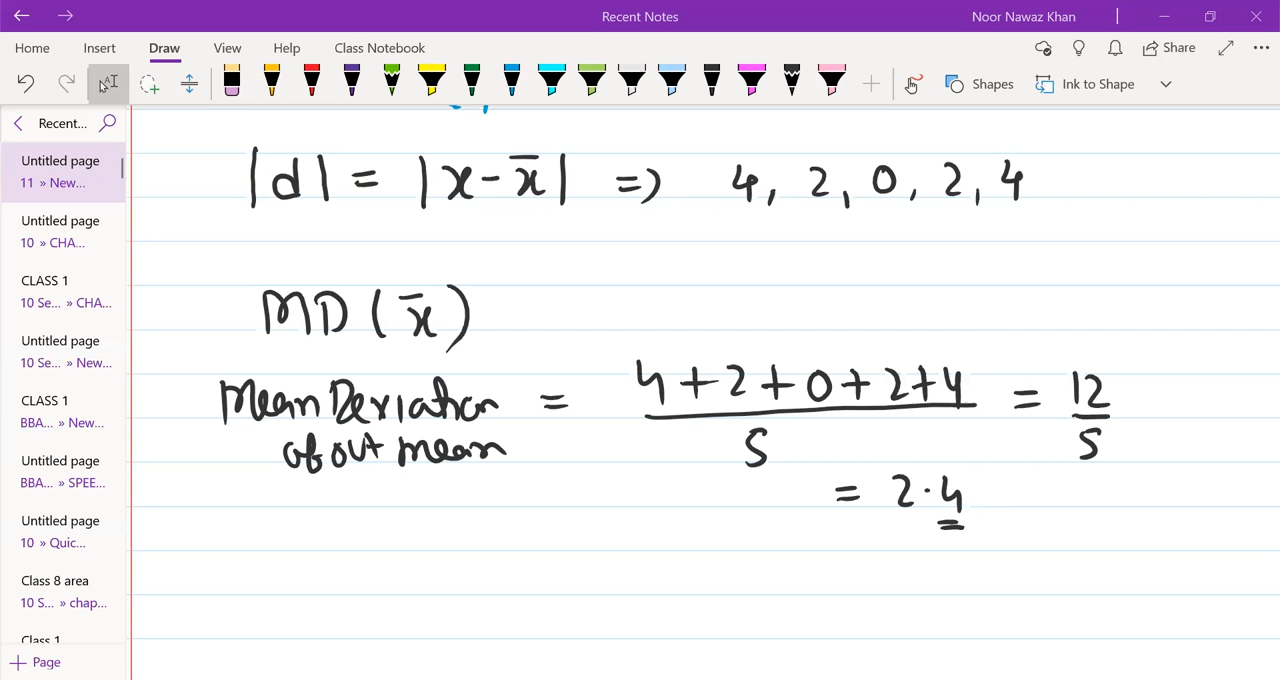 Recent Notes
Noor Nawaz Khan
Home Insert Draw View Help Class Notebook Share
Shapes Ink to Shape
Recent...
Untitled page
11 » New...
Untitled page
10 » CHA...
CLASS 1
10 Se... » CHA...
Untitled page
10 Se... » New...
CLASS 1
BBA... » New...
Untitled page
BBA... » SPEE...
Untitled page
10 » Quic...
Class 8 area
10 S... » chap...
Class 1
Page
|d| = |x - x̄| => 4, 2, 0, 2, 4
MD (x̄)
Mean Deviation about mean = (4+2+0+2+4)/5 = 12/5
= 2.4